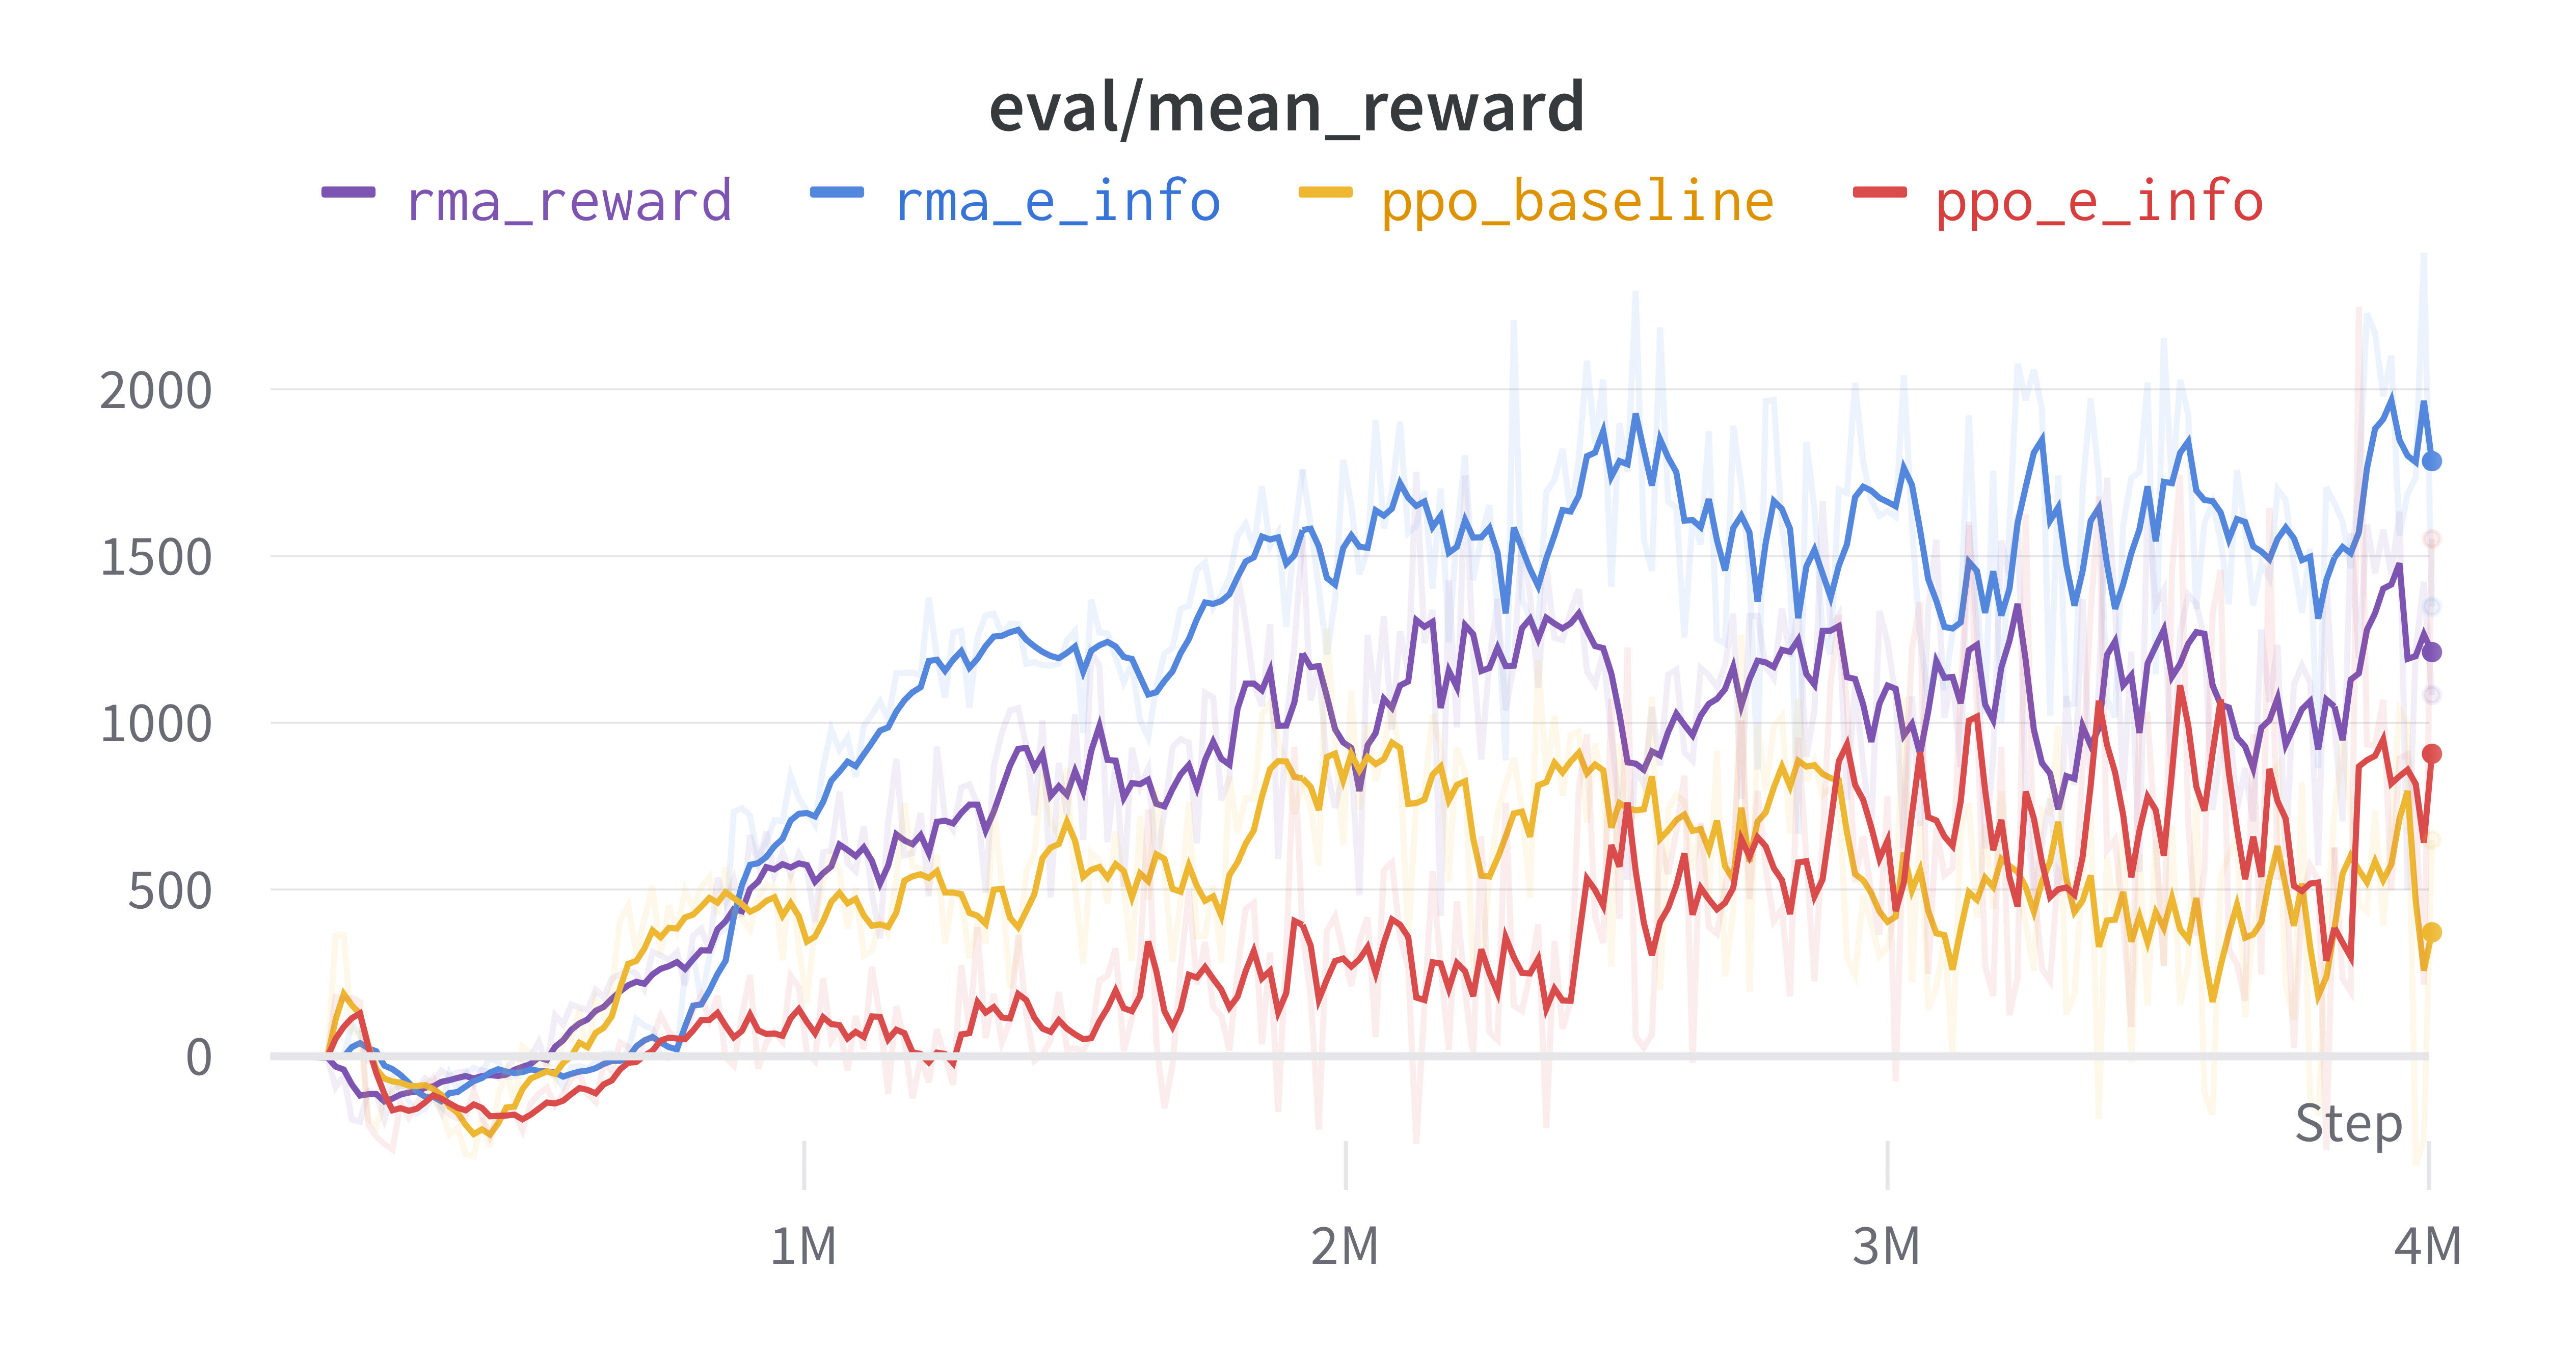 eval/mean_reward
rma_reward rma_e_info ppo_baseline ppo_e_info
2000
1500
1000
500
0
Step
1M 2M 3M 4M